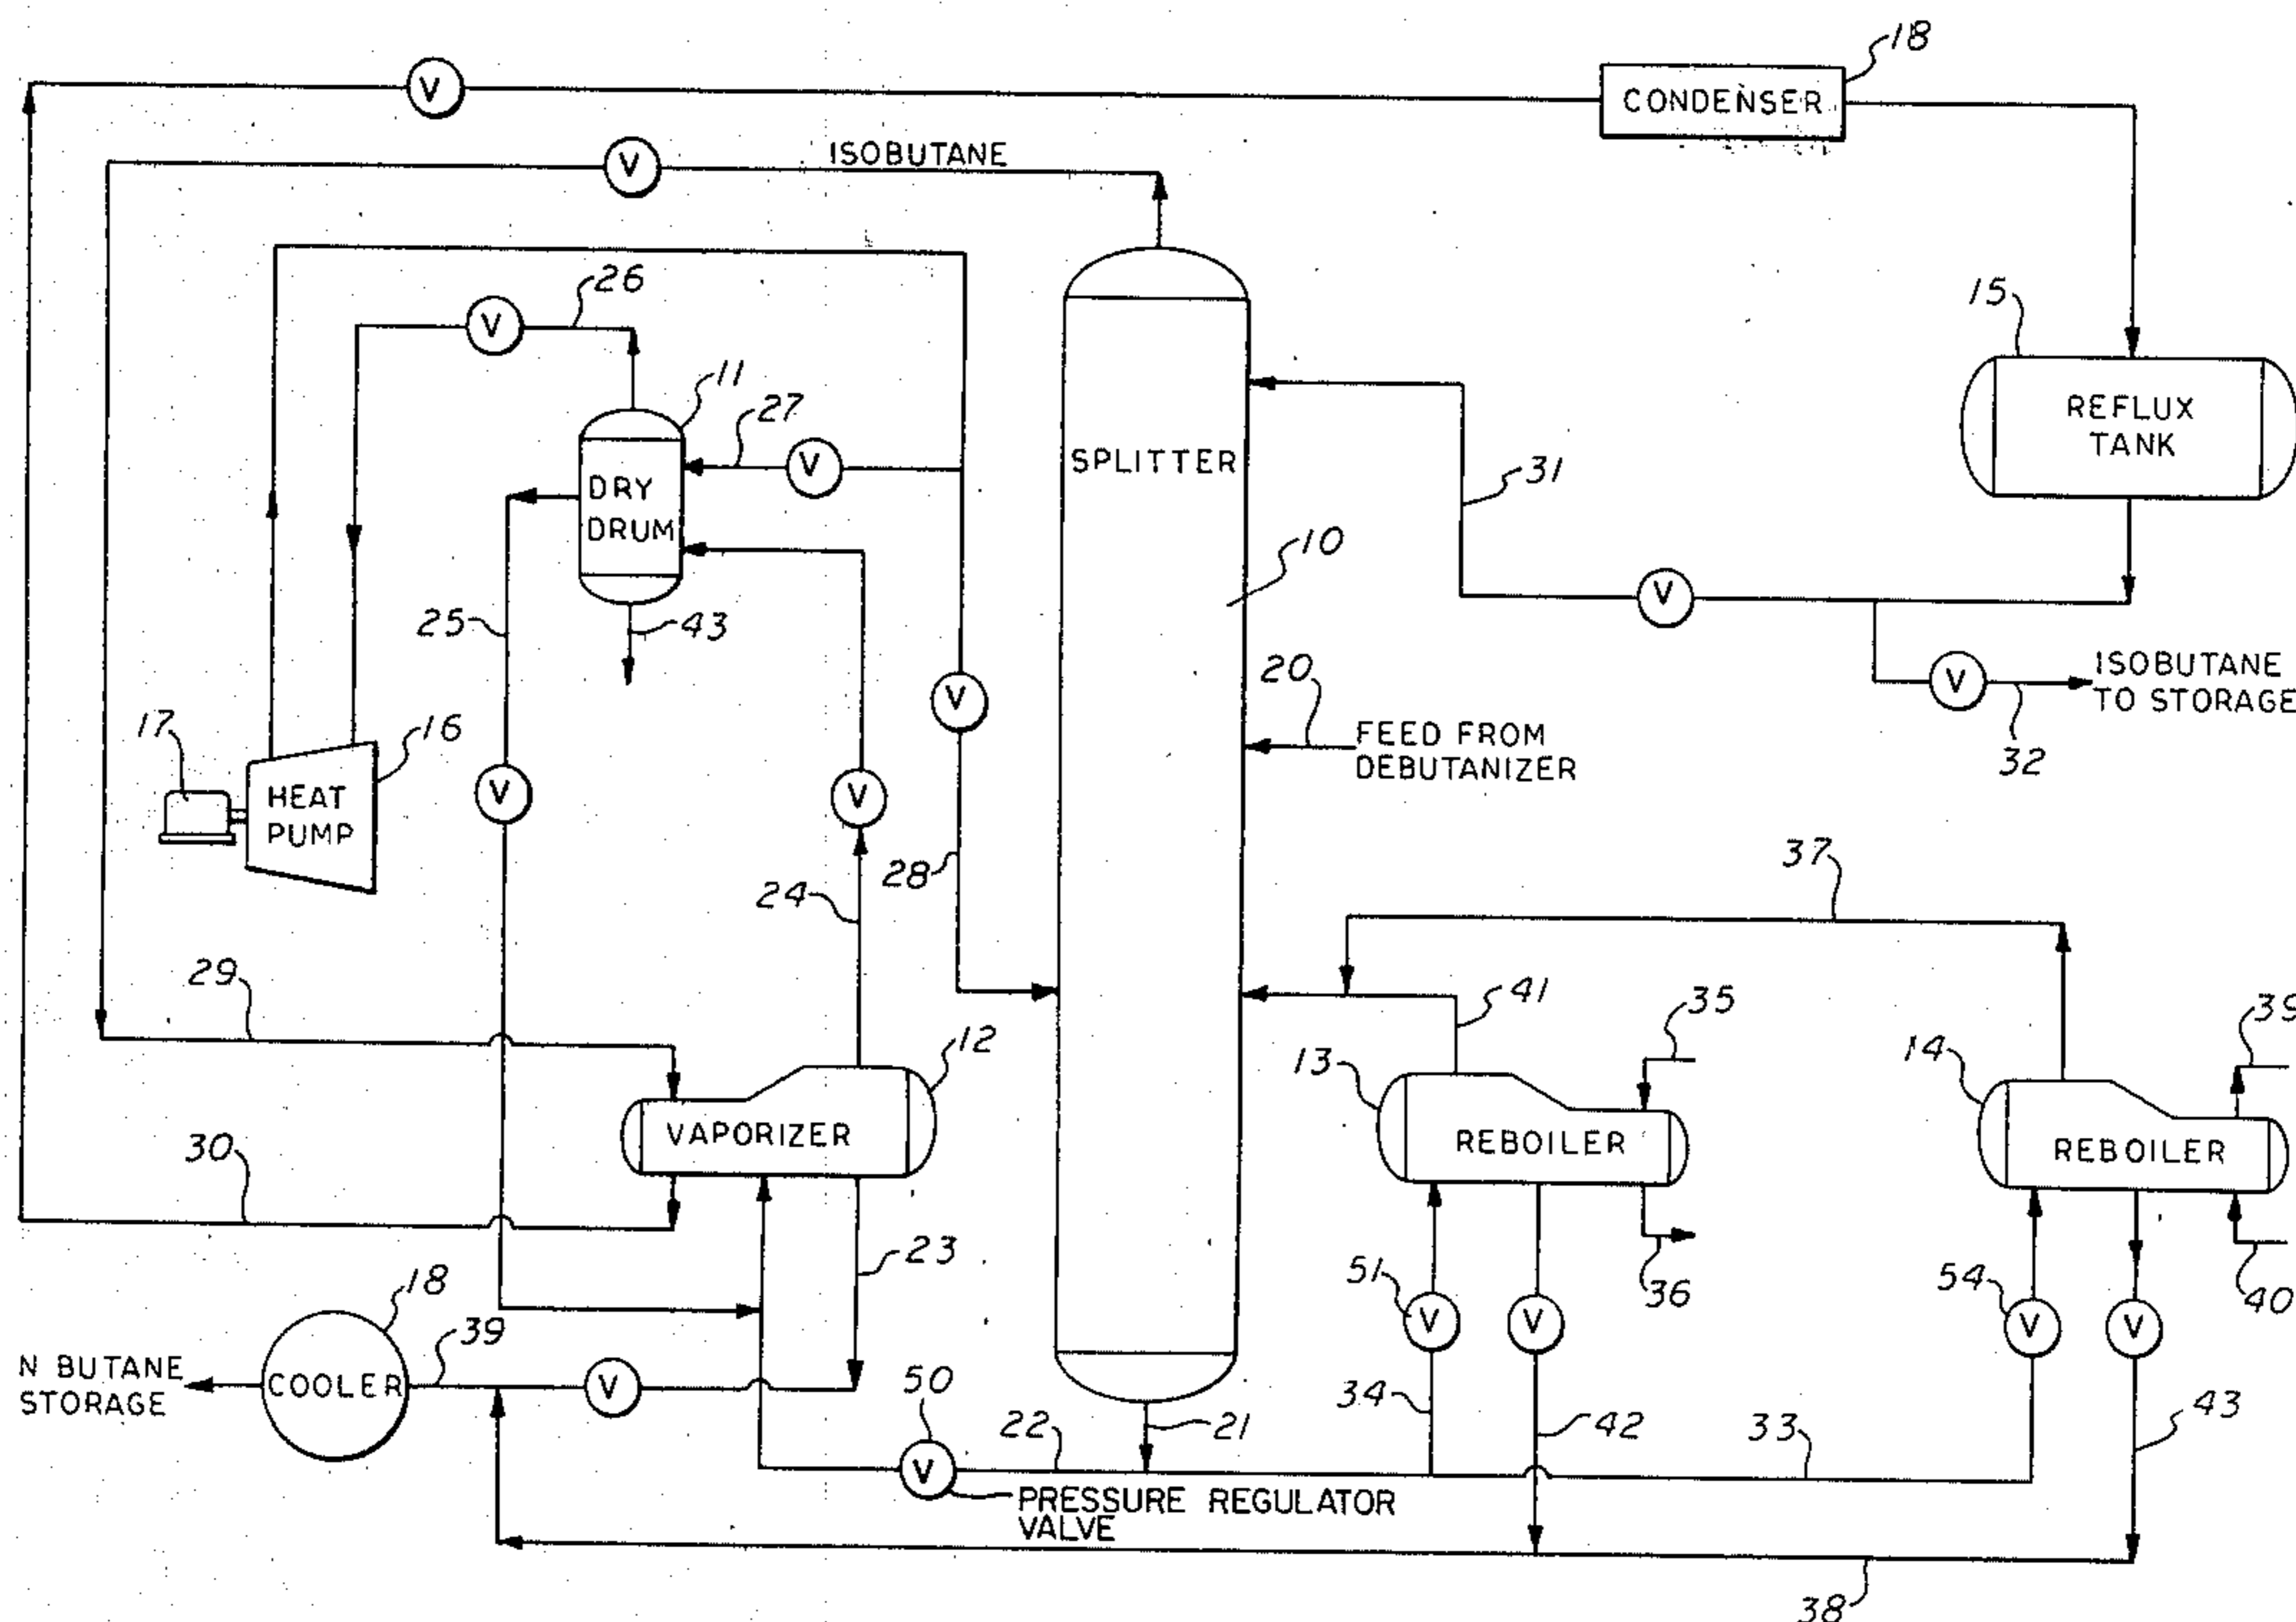 18
V
CONDENSER
V
ISOBUTANE
26
V
15
REFLUX
TANK
11
27
V
SPLITTER
DRY
DRUM
31
10
25
43
V
V
20
ISOBUTANE
TO STORAGE
V
32
17
16
FEED FROM
DEBUTANIZER
HEAT
PUMP
V
V
28
24
37
29
41
35
39
12
13
14
VAPORIZER
REBOILER
REBOILER
30
23
51
V
V
36
54
V
V
40
18
39
N BUTANE
STORAGE
COOLER
V
50
34
42
43
22
21
33
V
PRESSURE REGULATOR
VALVE
38